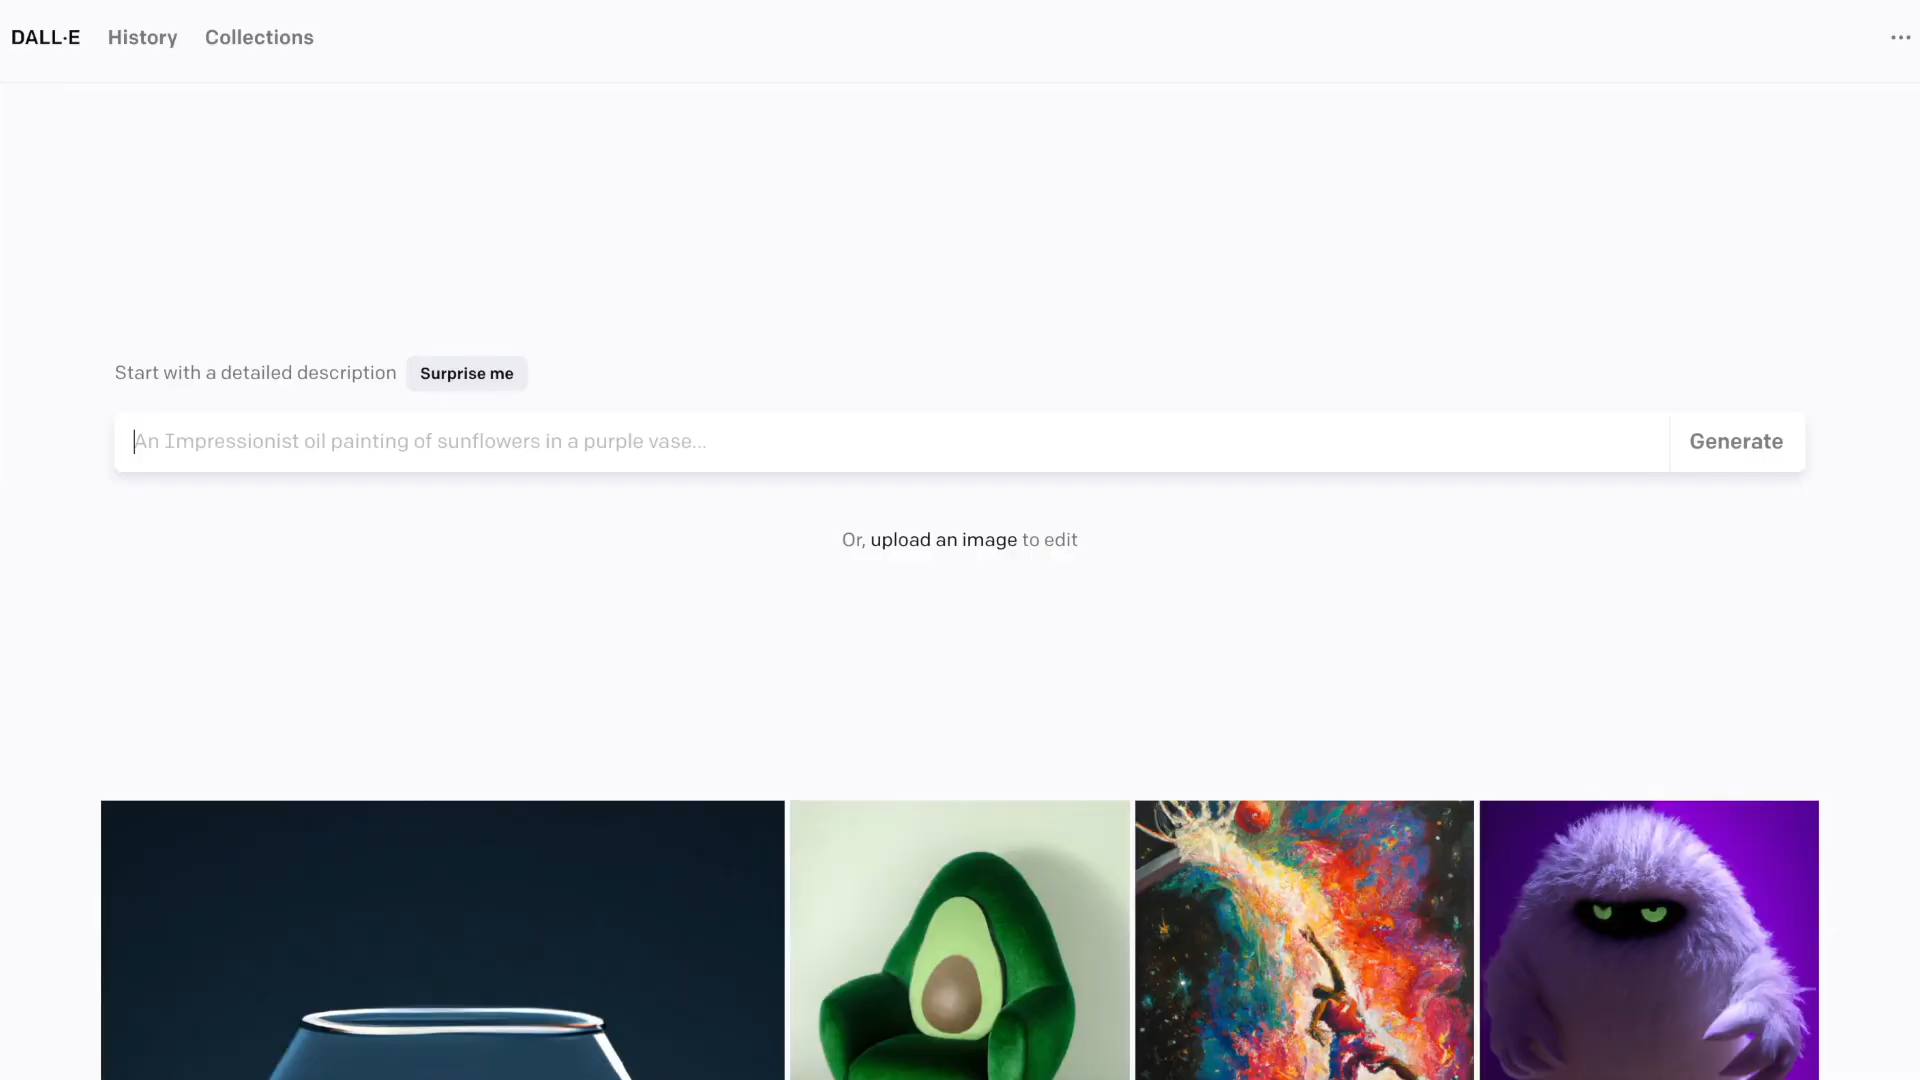 DALL·E History Collections
Start with a detailed description Surprise me
An Impressionist oil painting of sunflowers in a purple vase... Generate
Or, upload an image to edit